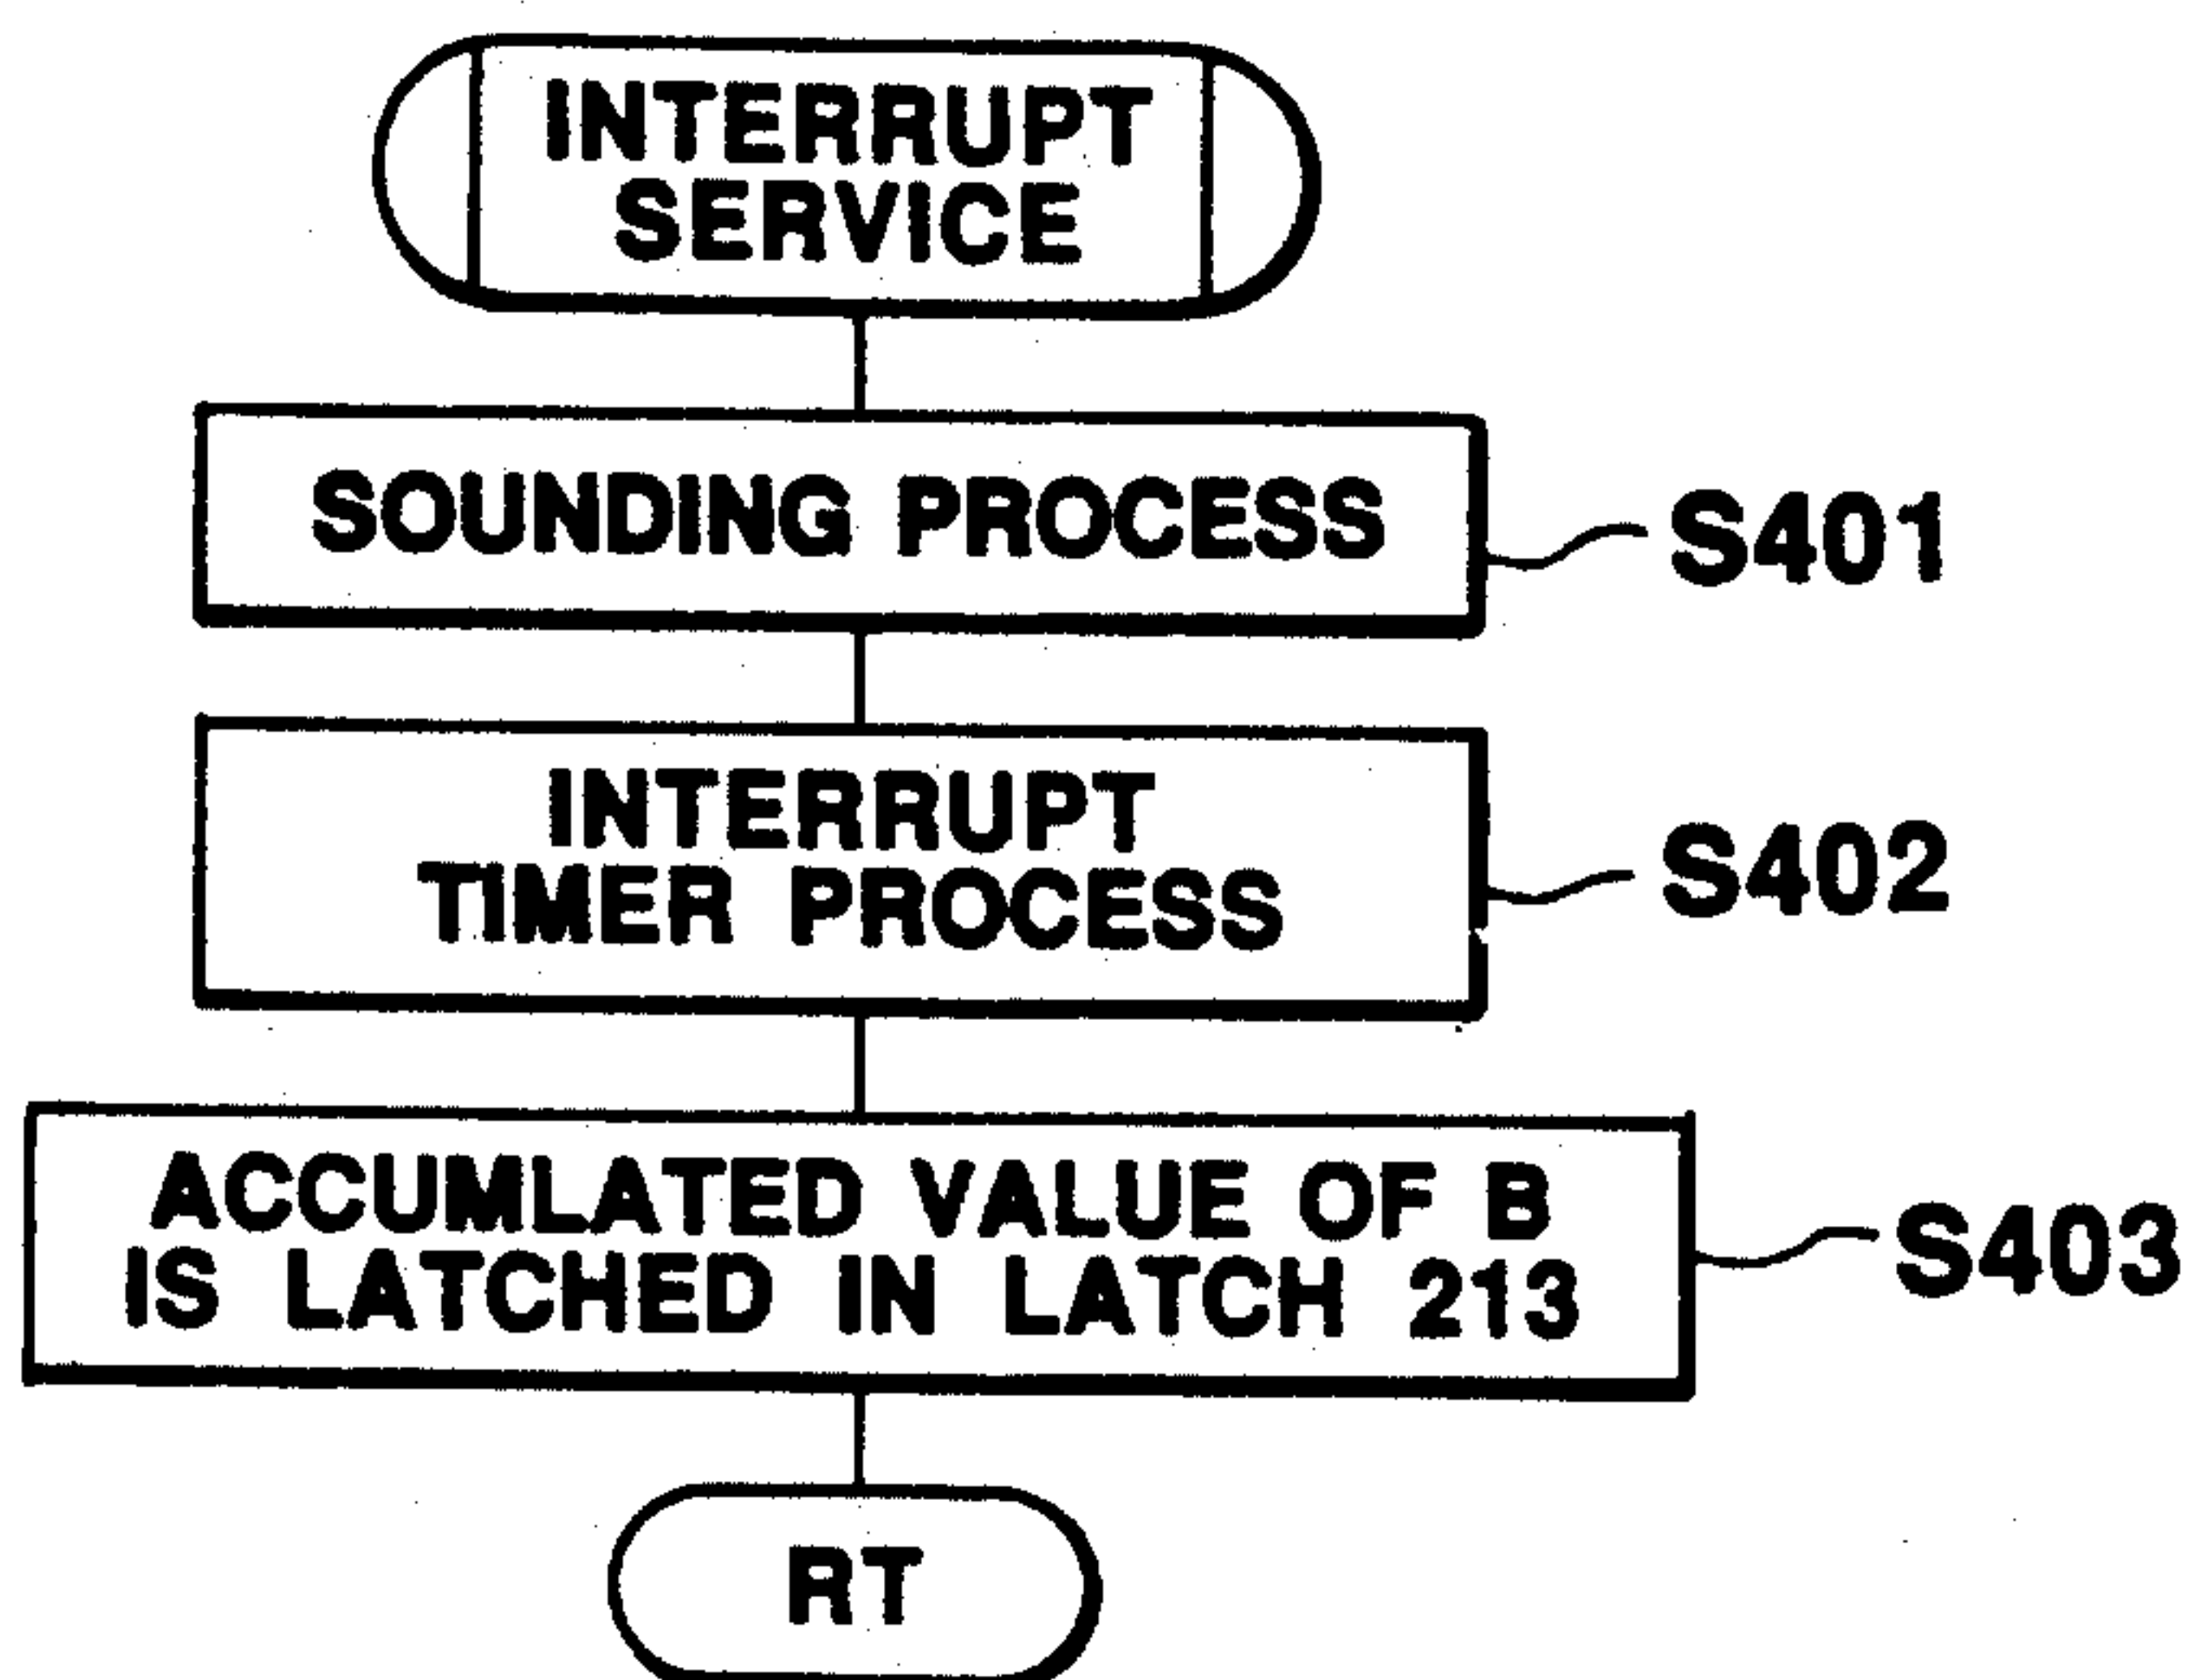 INTERRUPT
SERVICE
SOUNDING PROCESS
S401
INTERRUPT
TIMER PROCESS
S402
ACCUMLATED VALUE OF B
IS LATCHED IN LATCH 213
S403
RT